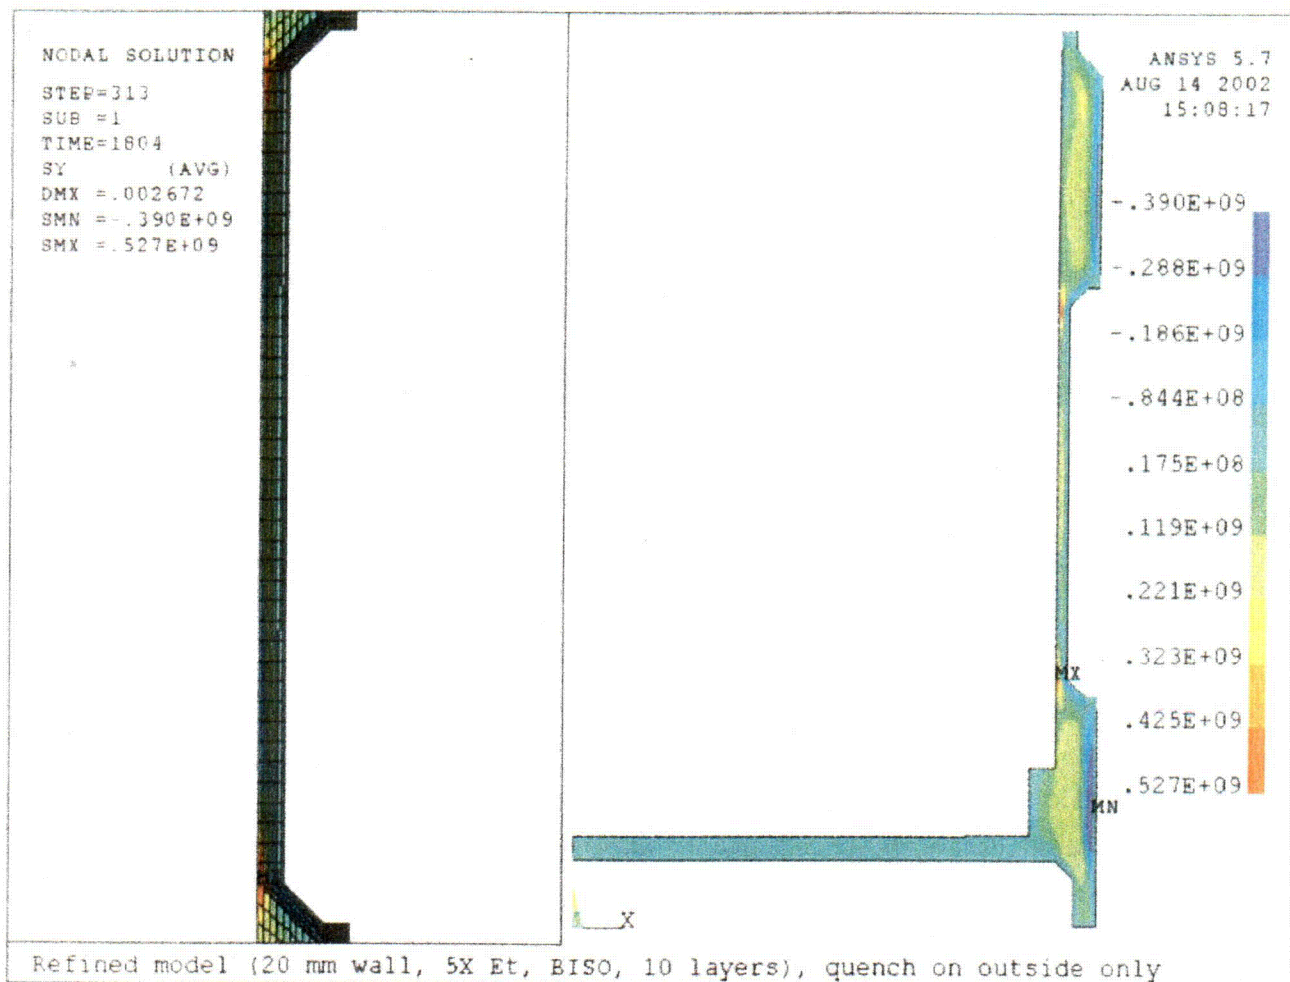 NODAL SOLUTION
STEP=313
SUB =1
TIME=1804
SY (AVG)
DMX =.002672
SMN =-.390E+09
SMX =.527E+09
ANSYS 5.7
AUG 14 2002
15:08:17
-.390E+09
-.288E+09
-.186E+09
-.844E+08
.175E+08
.119E+09
.221E+09
.323E+09
.425E+09
.527E+09
MX
MN
X
Refined model (20 mm wall, 5X Et, BISO, 10 layers), quench on outside only